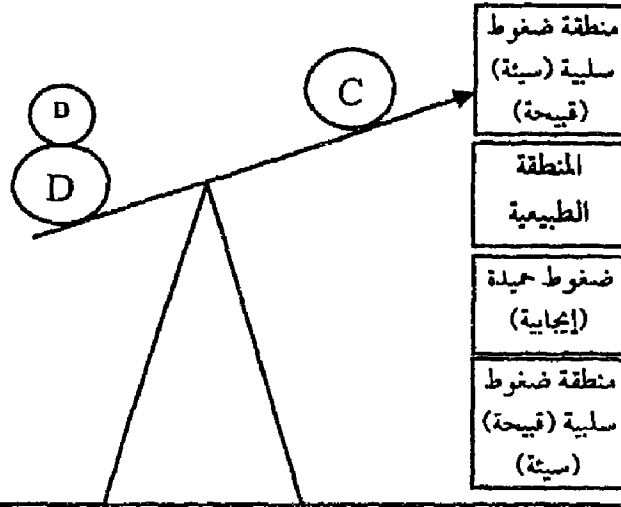 منطقة ضغوط
سلبية (سيئة)
(قبيحة)
C
D
D
المنطقة
الطبيعية
ضغوط حميدة
(إيجابية)
منطقة ضغوط
سلبية (قبيحة)
(سيئة)